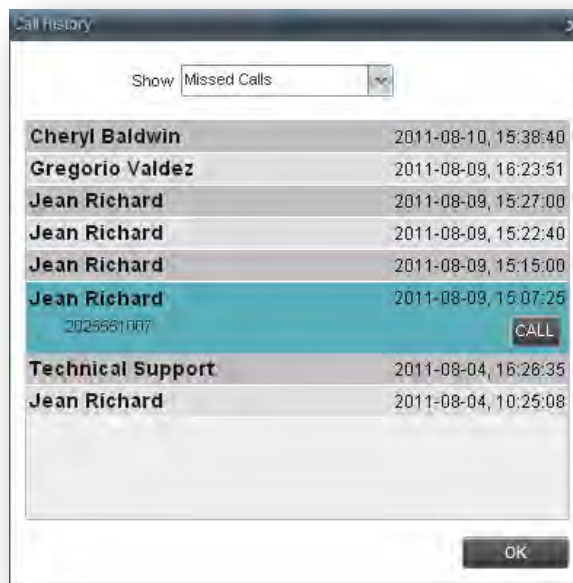 Call History
Show Missed Calls
Cheryl Baldwin 2011-08-10, 15:38:40
Gregorio Valdez 2011-08-09, 16:23:51
Jean Richard 2011-08-09, 15:27:00
Jean Richard 2011-08-09, 15:22:40
Jean Richard 2011-08-09, 15:15:00
Jean Richard 2011-08-09, 15:07:25
CALL
Technical Support 2011-08-04, 16:26:35
Jean Richard 2011-08-04, 10:25:08
OK